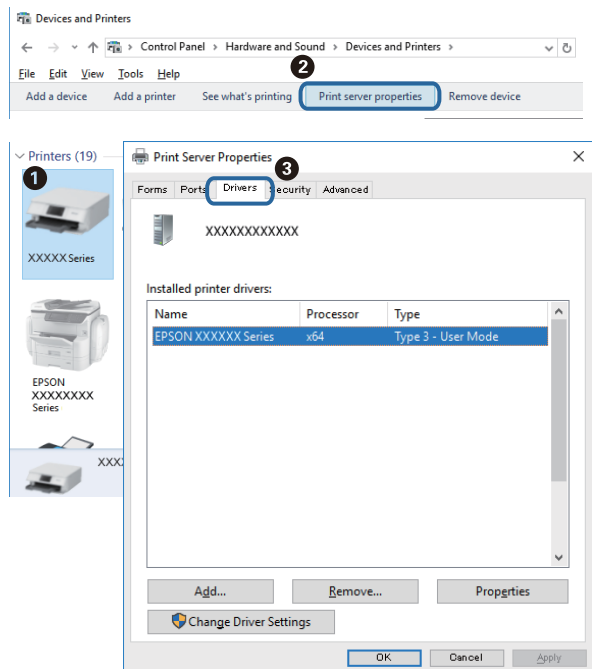 Devices and Printers
Control Panel > Hardware and Sound > Devices and Printers >
2
File Edit View Tools Help
Add a device Add a printer See what's printing Print server properties Remove device
Printers (19)
1
XXXXX Series
EPSON
XXXXXXXX
Series
XXX
Print Server Properties
3
Forms Ports Drivers Security Advanced
XXXXXXXXXXXX
Installed printer drivers:
Name Processor Type
EPSON XXXXXX Series x64 Type 3 - User Mode
Add... Remove... Properties
Change Driver Settings
OK Cancel Apply